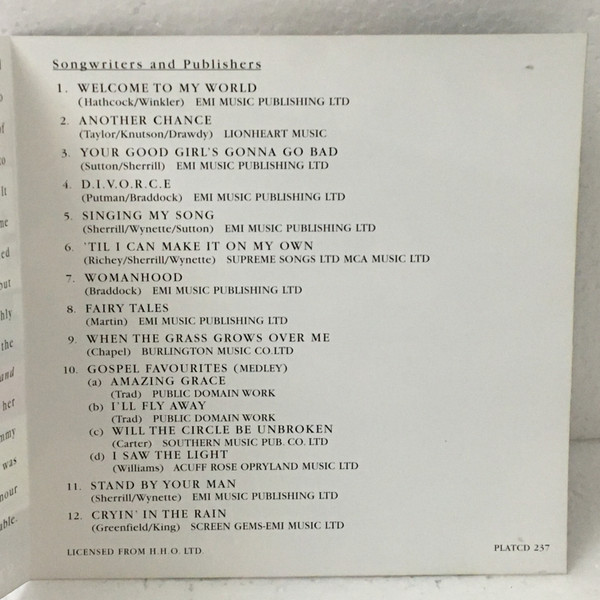 Songwriters and Publishers
1. WELCOME TO MY WORLD
(Hathcock/Winkler) EMI MUSIC PUBLISHING LTD
2. ANOTHER CHANCE
(Taylor/Knutson/Drawdy) LIONHEART MUSIC
3. YOUR GOOD GIRL'S GONNA GO BAD
(Sutton/Sherrill) EMI MUSIC PUBLISHING LTD
4. D.I.V.O.R.C.E
(Putman/Braddock) EMI MUSIC PUBLISHING LTD
5. SINGING MY SONG
(Sherrill/Wynette/Sutton) EMI MUSIC PUBLISHING LTD
6. 'TIL I CAN MAKE IT ON MY OWN
(Richey/Sherrill/Wynette) SUPREME SONGS LTD MCA MUSIC LTD
7. WOMANHOOD
(Braddock) EMI MUSIC PUBLISHING LTD
8. FAIRY TALES
(Martin) EMI MUSIC PUBLISHING LTD
9. WHEN THE GRASS GROWS OVER ME
(Chapel) BURLINGTON MUSIC CO.LTD
10. GOSPEL FAVOURITES (MEDLEY)
(a) AMAZING GRACE
(Trad) PUBLIC DOMAIN WORK
(b) I'LL FLY AWAY
(Trad) PUBLIC DOMAIN WORK
(c) WILL THE CIRCLE BE UNBROKEN
(Carter) SOUTHERN MUSIC PUB. CO. LTD
(d) I SAW THE LIGHT
(Williams) ACUFF ROSE OPRYLAND MUSIC LTD
11. STAND BY YOUR MAN
(Sherrill/Wynette) EMI MUSIC PUBLISHING LTD
12. CRYIN' IN THE RAIN
(Greenfield/King) SCREEN GEMS-EMI MUSIC LTD
LICENSED FROM H.H.O. LTD.
PLATCD 237